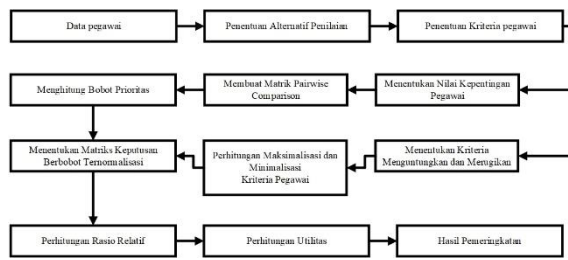 Data pegawai
Penentuan Alternatif Penilaian
Penentuan Kriteria pegawai
Menghitung Bobot Prioritas
Membuat Matrik Pairwise
Comparison
Menentukan Nilai Kepentingan
Pegawai
Menentukan Matriks Keputusan
Berbobot Ternormalisasi
Perhitungan Maksimalisasi dan
Minimalisasi
Kriteria Pegawai
Menentukan Kriteria
Menguntungkan dan Merugikan
Perhitungan Rasio Relatif
Perhitungan Utilitas
Hasil Pemeringkatan